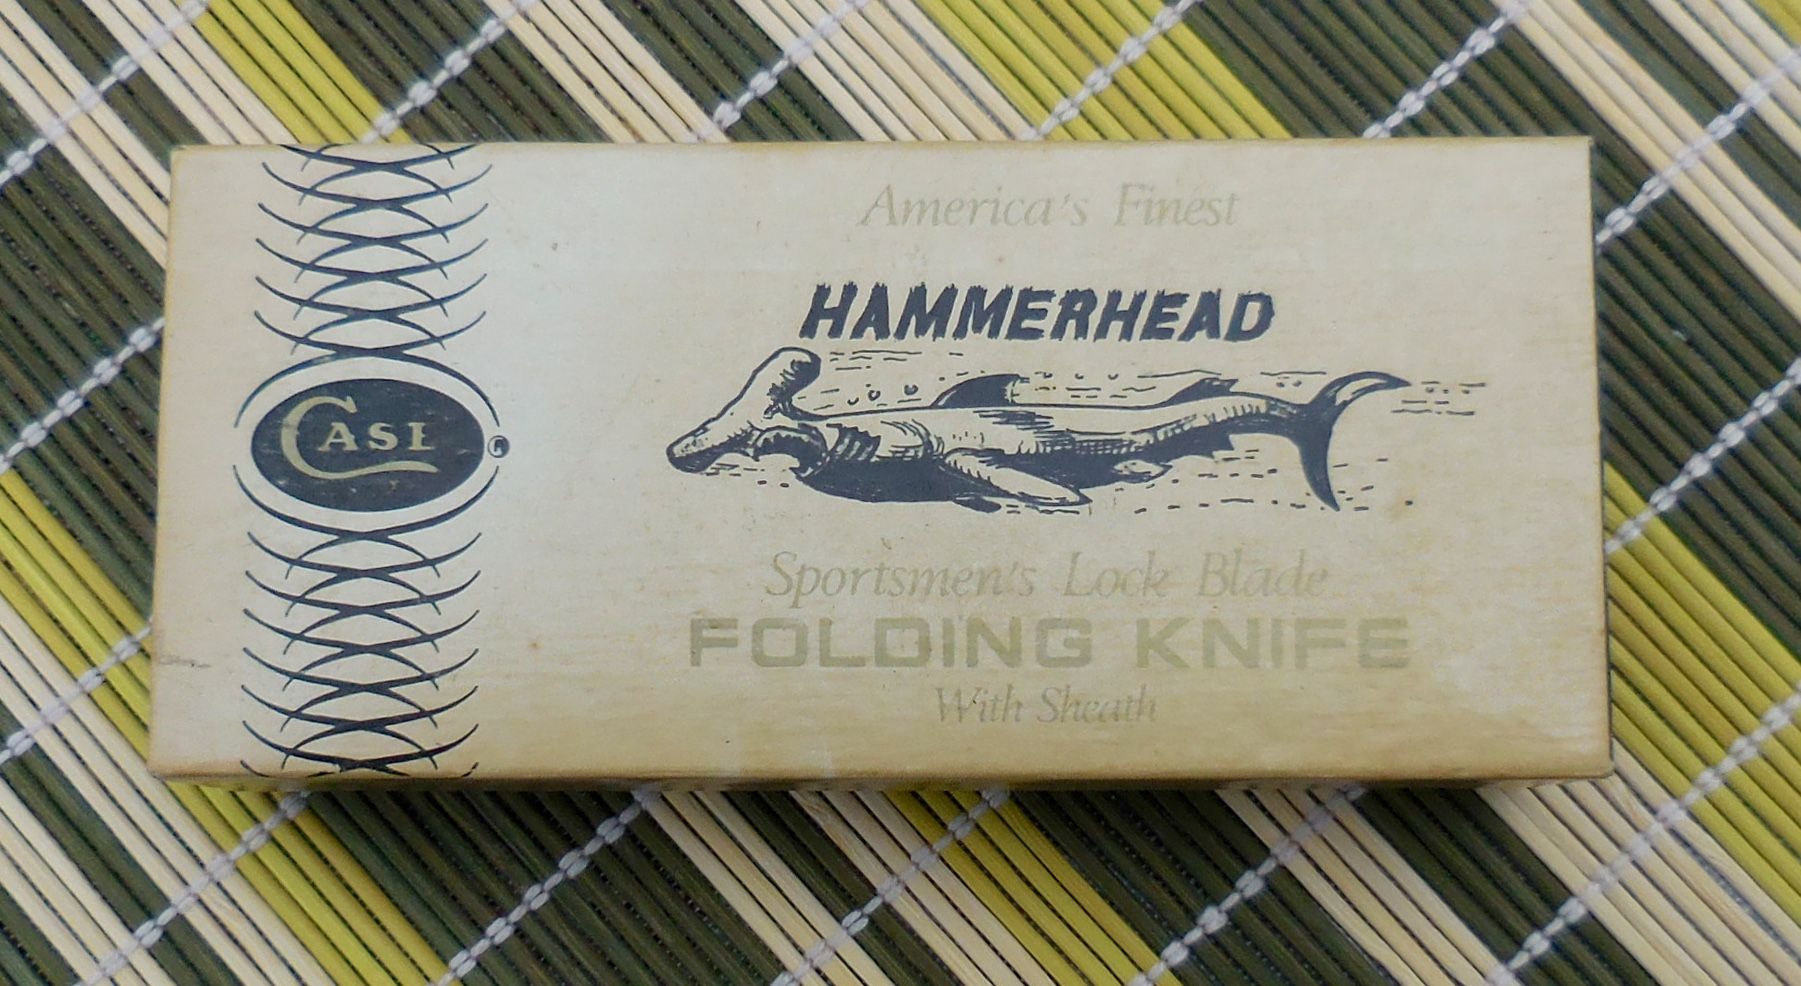 America's Finest
HAMMERHEAD
CASE ®
Sportsmen's Lock Blade
FOLDING KNIFE
With Sheath